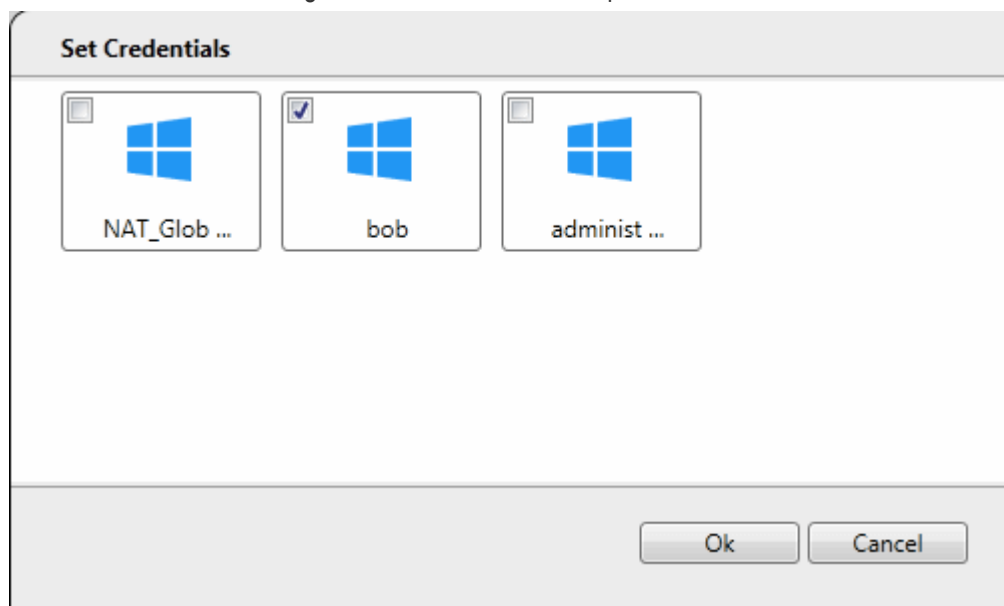 Set Credentials
NAT_Glob ...
bob
administ ...
Ok
Cancel